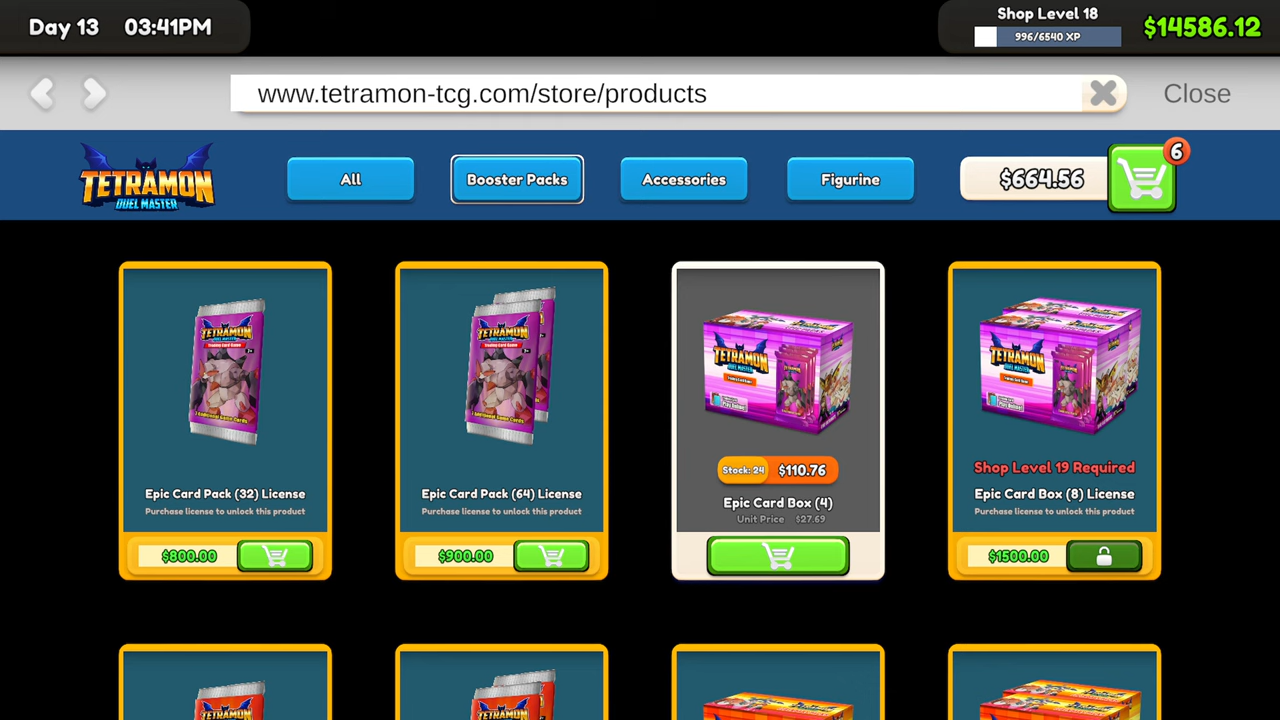 Day 13 03:41PM
Shop Level 18
996/6540 XP
$14586.12
www.tetramon-tcg.com/store/products
Close
TETRAMON
DUEL MASTER
All
Booster Packs
Accessories
Figurine
$664.56
6
TETRAMON
TETRAMON
TETRAMON
TETRAMON
Epic Card Pack (32) License
Purchase license to unlock this product
$800.00
Epic Card Pack (64) License
Purchase license to unlock this product
$900.00
Stock: 24 $110.76
Epic Card Box (4)
Unit Price $27.69
Shop Level 19 Required
Epic Card Box (8) License
Purchase license to unlock this product
$1500.00